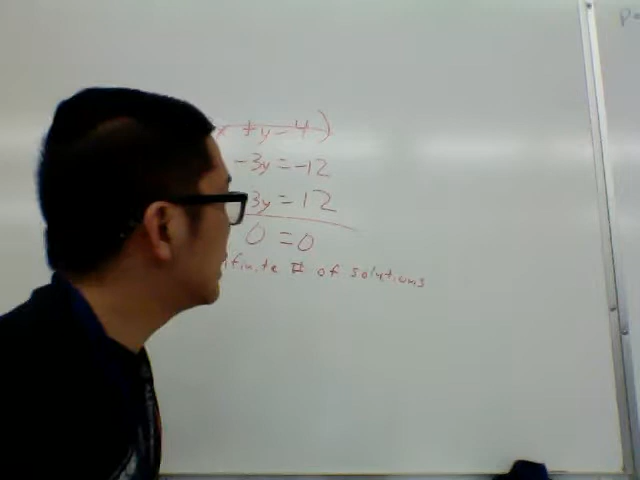 x + y - 4)
-3y = -12
3y = 12
0 = 0
finite # of solutions